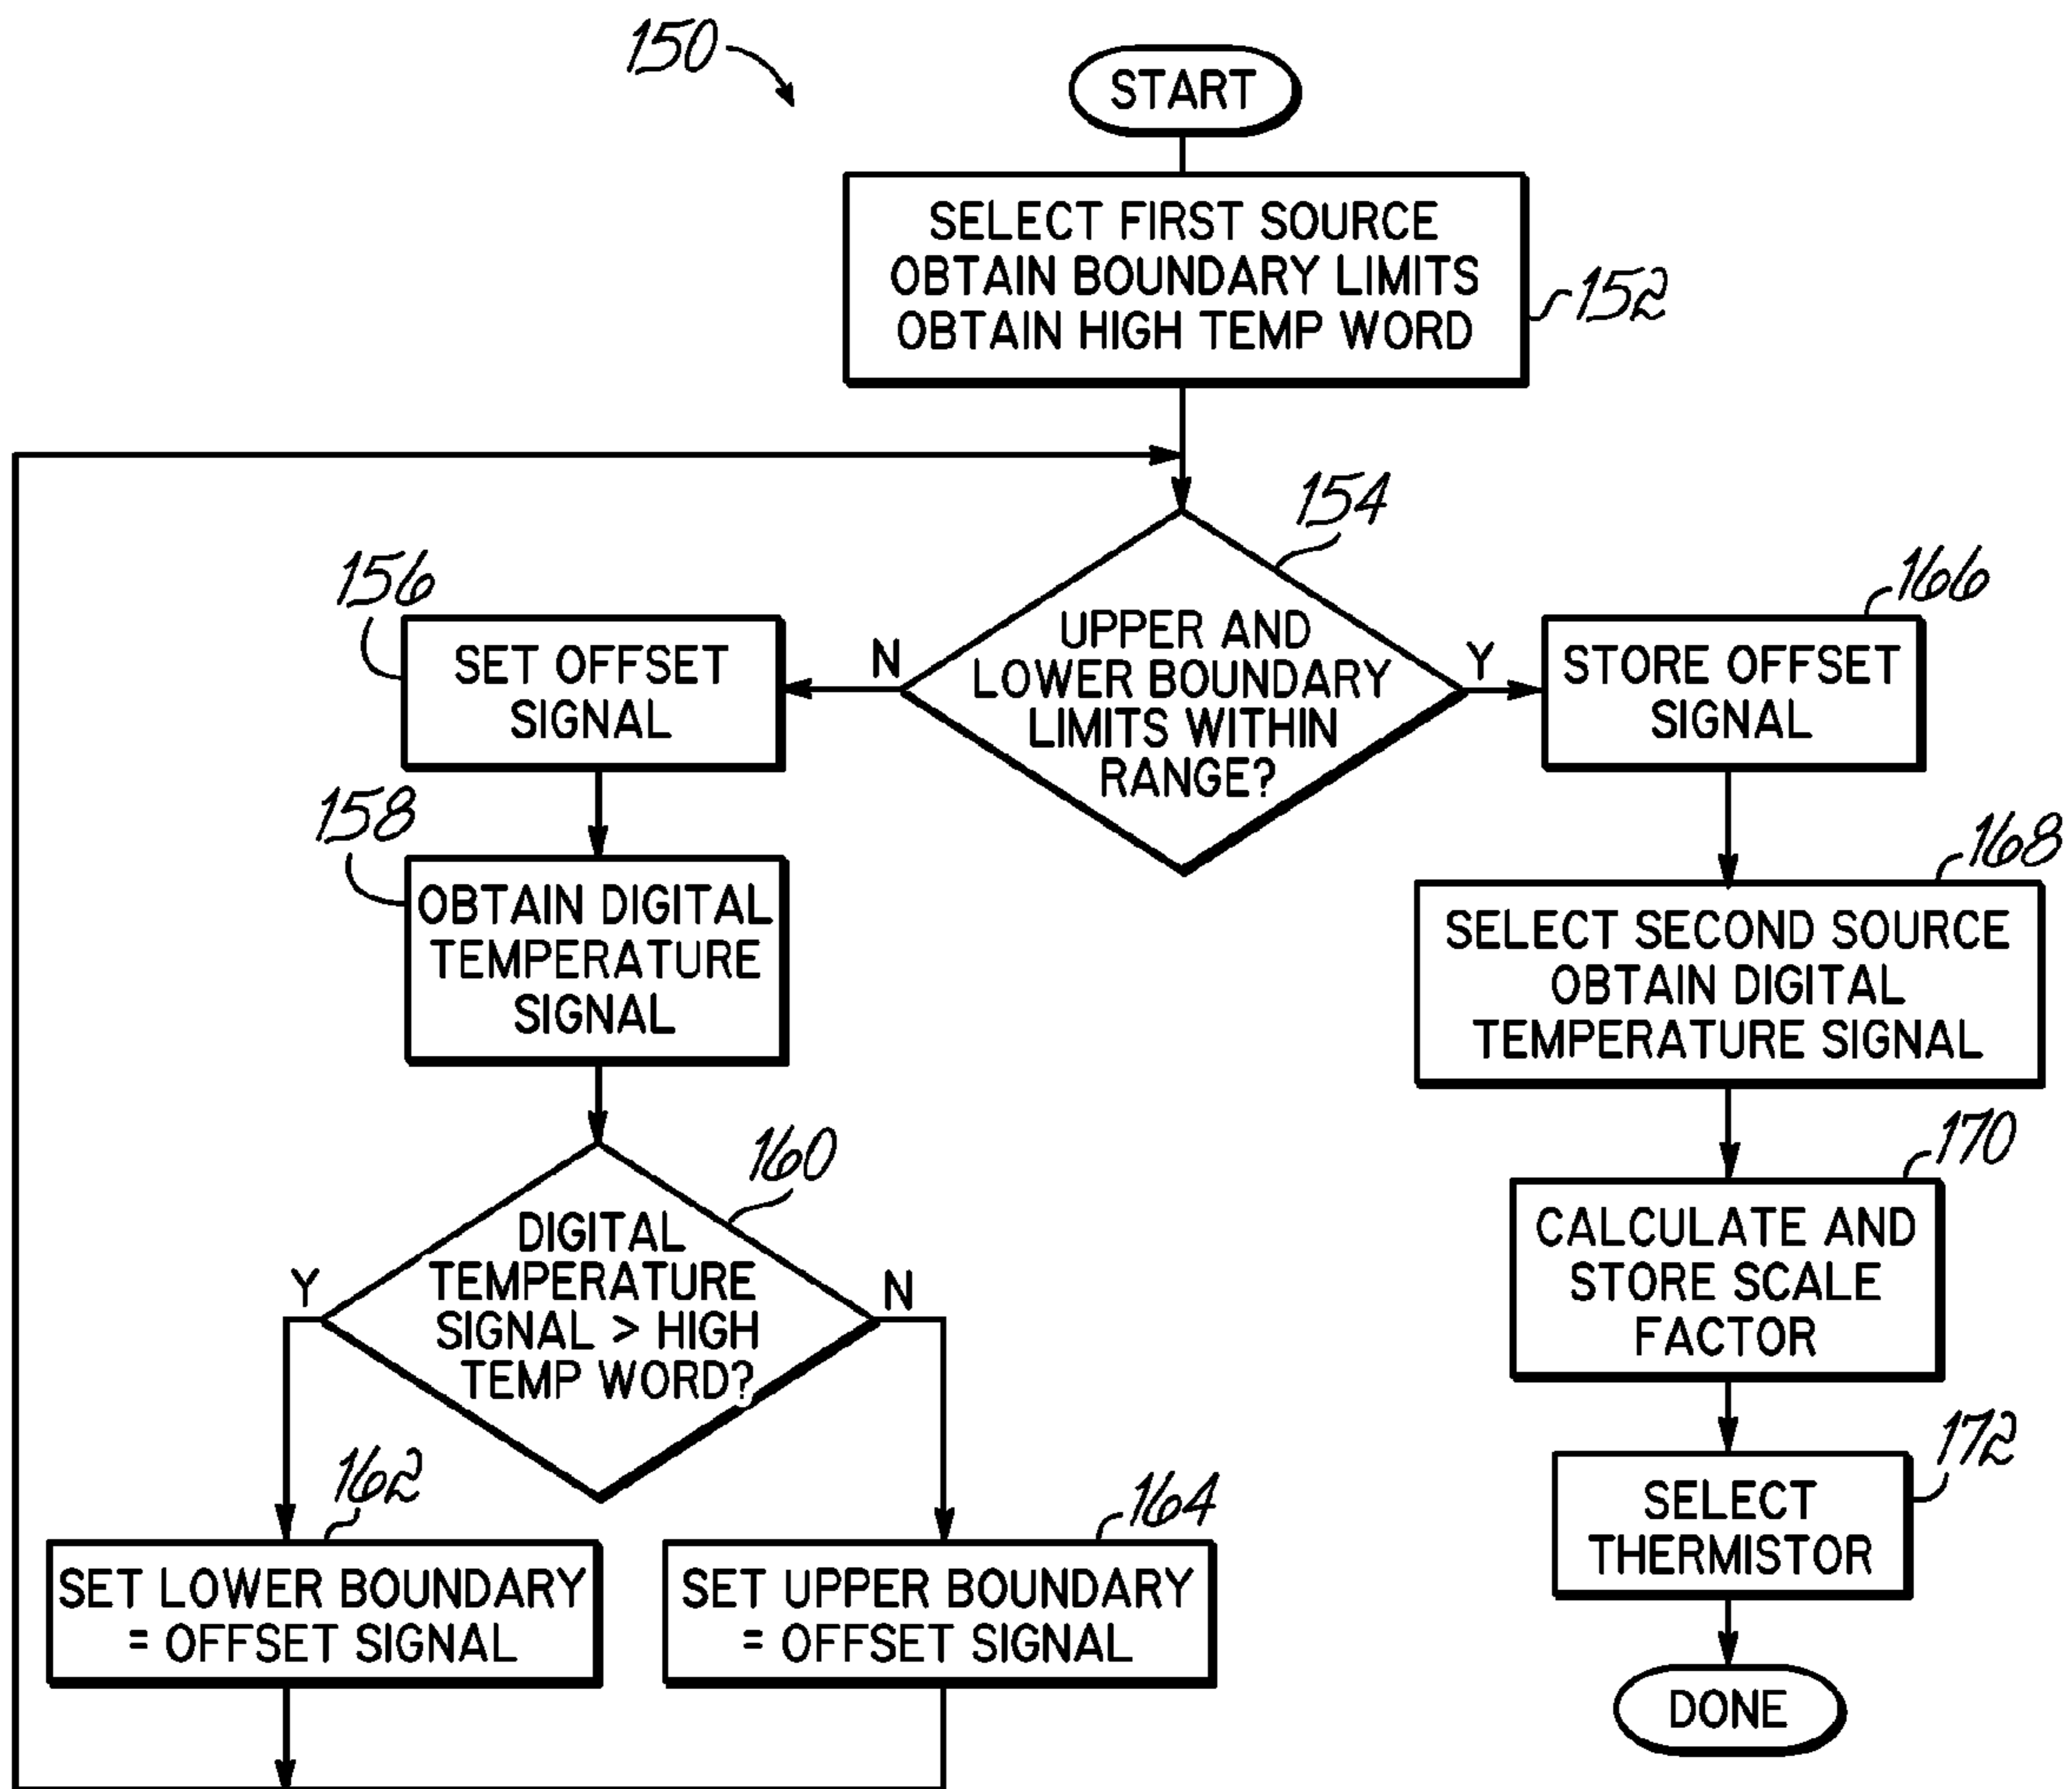 150
START
SELECT FIRST SOURCE
OBTAIN BOUNDARY LIMITS
OBTAIN HIGH TEMP WORD
152
154
UPPER AND
LOWER BOUNDARY
LIMITS WITHIN
RANGE?
N
Y
156
SET OFFSET
SIGNAL
158
OBTAIN DIGITAL
TEMPERATURE
SIGNAL
160
DIGITAL
TEMPERATURE
SIGNAL > HIGH
TEMP WORD?
Y
N
162
SET LOWER BOUNDARY
= OFFSET SIGNAL
164
SET UPPER BOUNDARY
= OFFSET SIGNAL
166
STORE OFFSET
SIGNAL
168
SELECT SECOND SOURCE
OBTAIN DIGITAL
TEMPERATURE SIGNAL
170
CALCULATE AND
STORE SCALE
FACTOR
172
SELECT
THERMISTOR
DONE